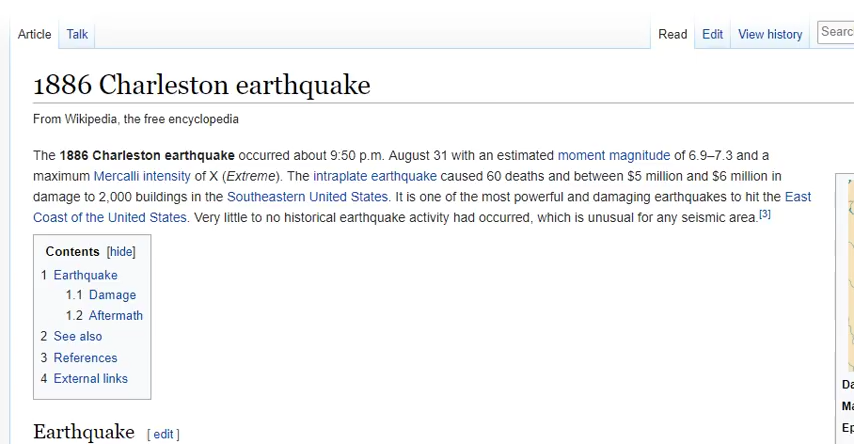 Article Talk Read Edit View history Searc
1886 Charleston earthquake
From Wikipedia, the free encyclopedia
The 1886 Charleston earthquake occurred about 9:50 p.m. August 31 with an estimated moment magnitude of 6.9–7.3 and a
maximum Mercalli intensity of X (Extreme). The intraplate earthquake caused 60 deaths and between $5 million and $6 million in
damage to 2,000 buildings in the Southeastern United States. It is one of the most powerful and damaging earthquakes to hit the East
Coast of the United States. Very little to no historical earthquake activity had occurred, which is unusual for any seismic area.[3]
Contents [hide]
1 Earthquake
1.1 Damage
1.2 Aftermath
2 See also
3 References
4 External links
Da
Ma
Ep
Earthquake [ edit ]